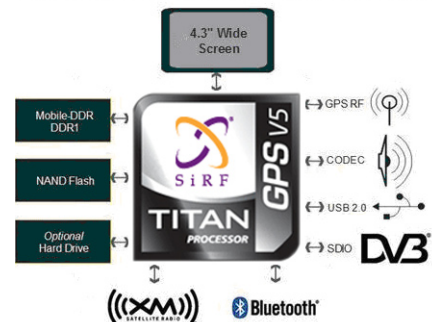 4.3" Wide
Screen
Mobile-DDR
DDR1
NAND Flash
Optional
Hard Drive
SiRF
TITAN
PROCESSOR
GPS V5
GPS RF
CODEC
USB 2.0
SDIO
DVB
((XM))
SATELLITE RADIO
Bluetooth®